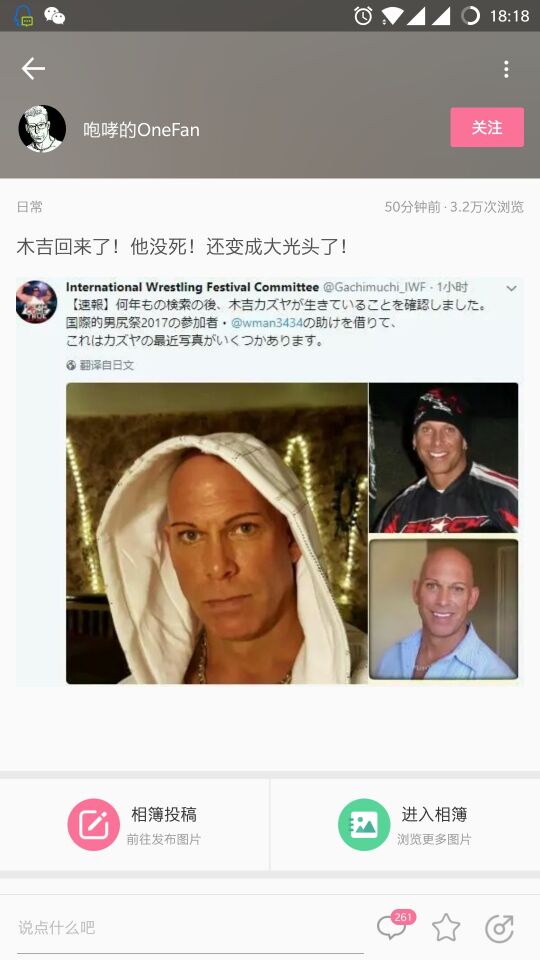 18:18
咆哮的OneFan
关注
日常
50分钟前 · 3.2万次浏览
木吉回来了！他没死！还变成大光头了！
International Wrestling Festival Committee @Gachimuchi_IWF · 1小时
【速報】何年もの検索の後、木吉カズヤが生きていることを確認しました。
国際的男尻祭2017の参加者・@wman3434の助けを借りて、
これはカズヤの最近写真がいくつかあります。
翻译自日文
相簿投稿
前往发布图片
进入相簿
浏览更多图片
说点什么吧
261